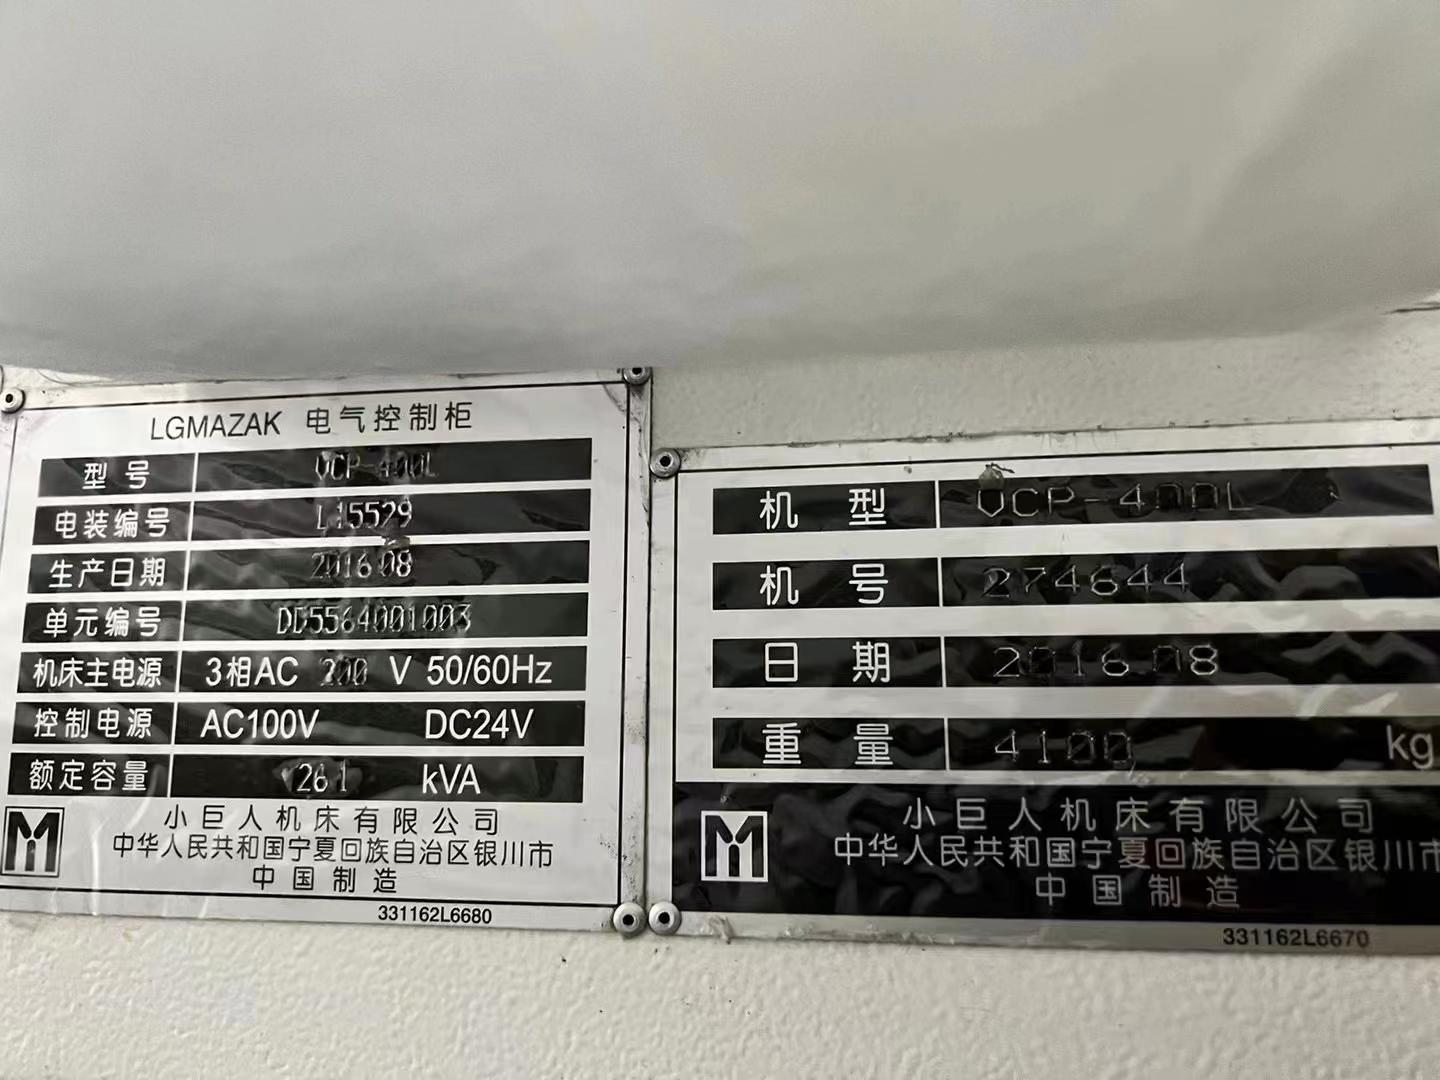 LGMAZAK 电气控制柜
型号 VCP-400L
电装编号 L15529
生产日期 2016 08
单元编号 DD5564001003
机床主电源 3相AC 200 V 50/60Hz
控制电源 AC100V DC24V
额定容量 26.1 kVA
小巨人机床有限公司
中华人民共和国宁夏回族自治区银川市
中国制造
331162L6680
机型 VCP-400L
机号 274644
日期 2016.08
重量 4100 kg
小巨人机床有限公司
中华人民共和国宁夏回族自治区银川市
中国制造
331162L6670